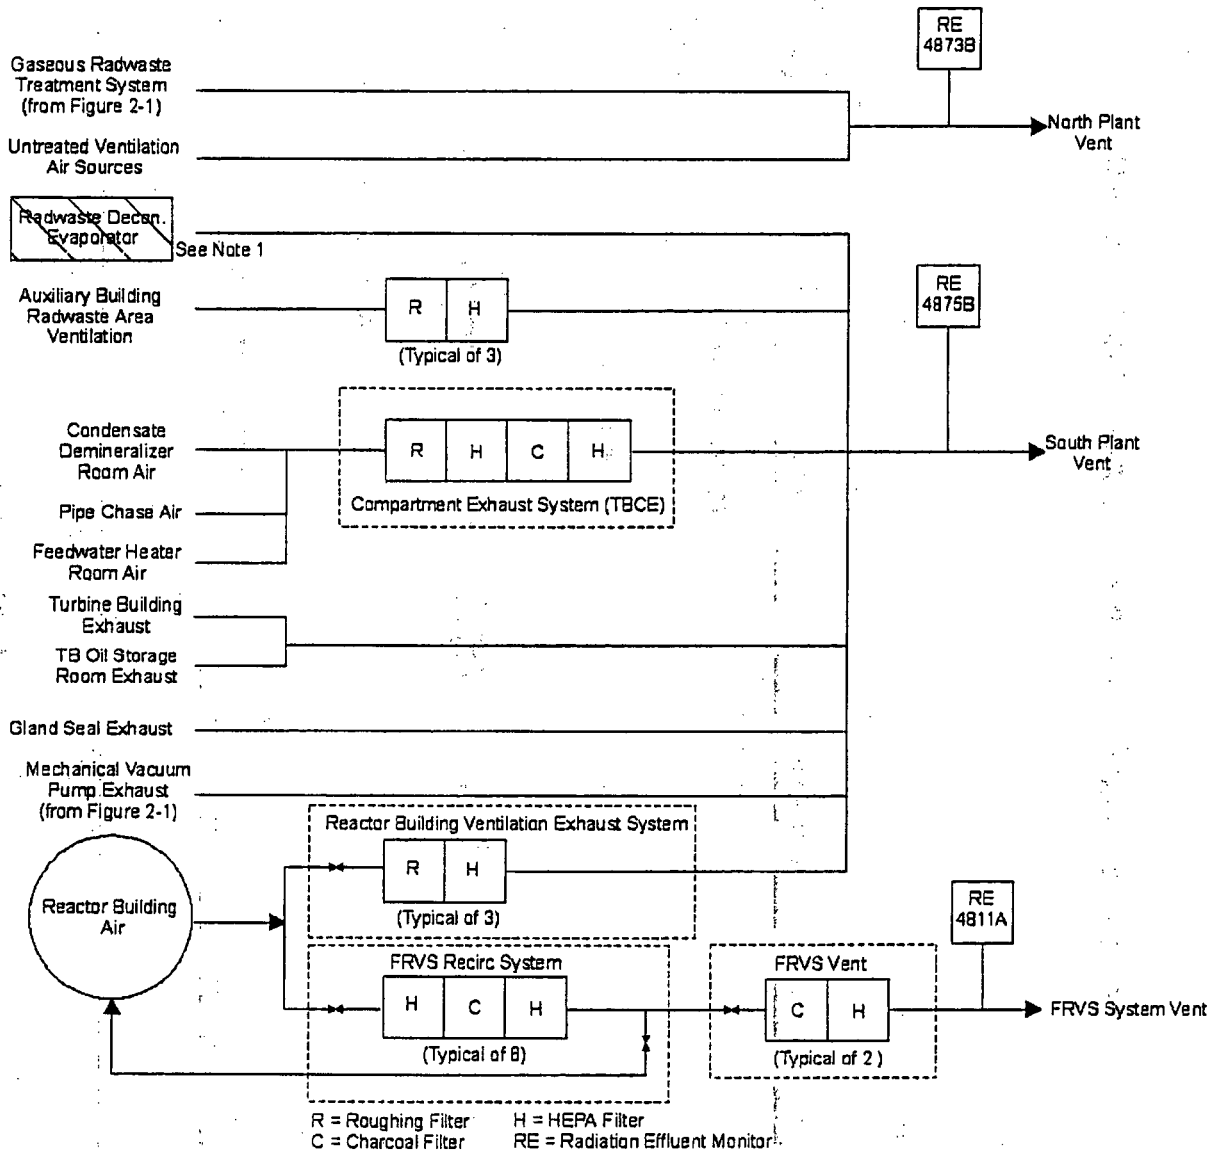 RE
4873B
Gaseous Radwaste
Treatment System
(from Figure 2-1)
North Plant
Vent
Untreated Ventilation
Air Sources
Radwaste Decon.
Evaporator
See Note 1
RE
4875B
Auxiliary Building
Radwaste Area
Ventilation
R H
(Typical of 3)
Condensate
Demineralizer
Room Air
R H C H
South Plant
Vent
Compartment Exhaust System (TBCE)
Pipe Chase Air
Feedwater Heater
Room Air
Turbine Building
Exhaust
TB Oil Storage
Room Exhaust
Gland Seal Exhaust
Mechanical Vacuum
Pump Exhaust
(from Figure 2-1)
Reactor Building Ventilation Exhaust System
R H
(Typical of 3)
Reactor Building
Air
RE
4811A
FRVS Recirc System
H C H
(Typical of 6)
FRVS Vent
C H
(Typical of 2 )
FRVS System Vent
R = Roughing Filter H = HEPA Filter
C = Charcoal Filter RE = Radiation Effluent Monitor